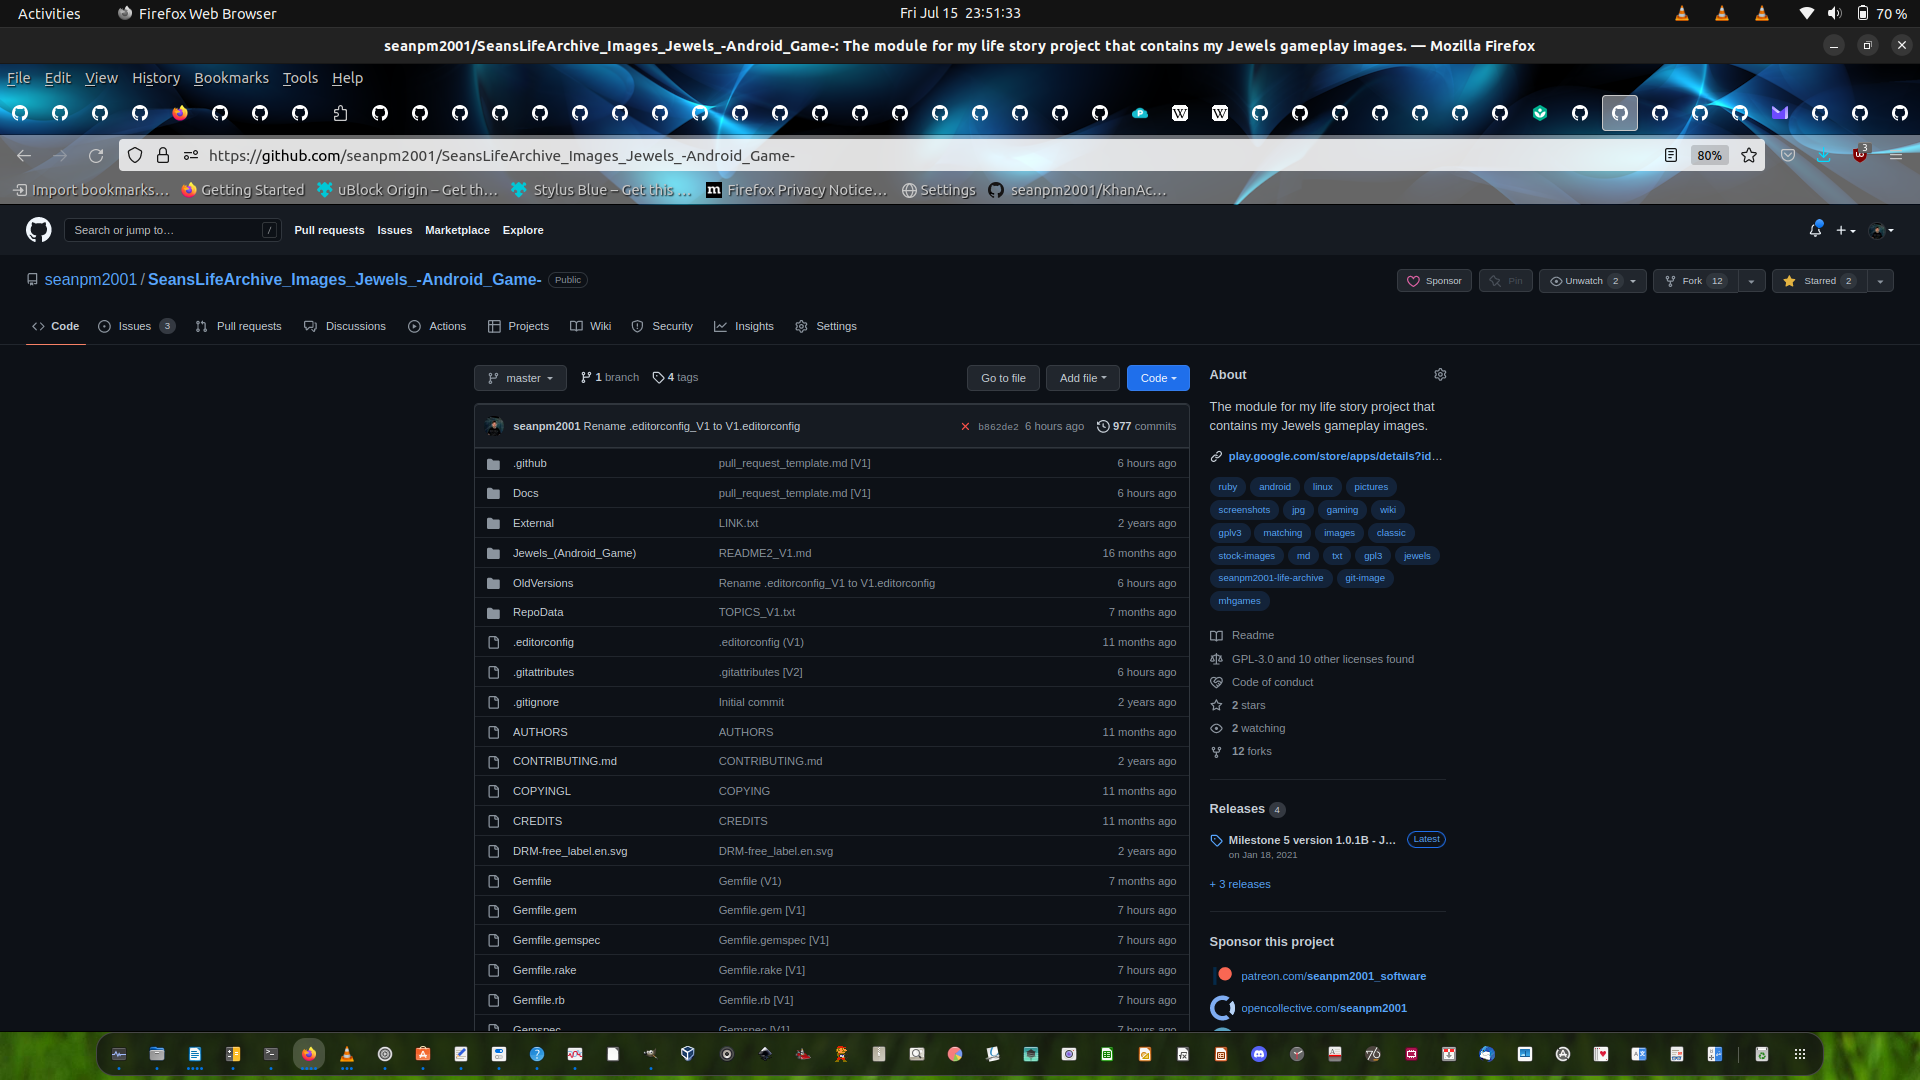 Activities
Firefox Web Browser
Fri Jul 15 23:51:33
70 %
seanpm2001/SeansLifeArchive_Images_Jewels_-Android_Game-: The module for my life story project that contains my Jewels gameplay images. — Mozilla Firefox
File Edit View History Bookmarks Tools Help
https://github.com/seanpm2001/SeansLifeArchive_Images_Jewels_-Android_Game-
80%
3
Import bookmarks… Getting Started uBlock Origin – Get th… Stylus Blue – Get this … Firefox Privacy Notice… Settings seanpm2001/KhanAc…
Search or jump to… /
Pull requests Issues Marketplace Explore
seanpm2001 / SeansLifeArchive_Images_Jewels_-Android_Game- Public
Sponsor Pin Unwatch 2 Fork 12 Starred 2
Code Issues 3 Pull requests Discussions Actions Projects Wiki Security Insights Settings
master 1 branch 4 tags Go to file Add file Code
seanpm2001 Rename .editorconfig_V1 to V1.editorconfig b862de2 6 hours ago 977 commits
.github pull_request_template.md [V1] 6 hours ago
Docs pull_request_template.md [V1] 6 hours ago
External LINK.txt 2 years ago
Jewels_(Android_Game) README2_V1.md 16 months ago
OldVersions Rename .editorconfig_V1 to V1.editorconfig 6 hours ago
RepoData TOPICS_V1.txt 7 months ago
.editorconfig .editorconfig (V1) 11 months ago
.gitattributes .gitattributes [V2] 6 hours ago
.gitignore Initial commit 2 years ago
AUTHORS AUTHORS 11 months ago
CONTRIBUTING.md CONTRIBUTING.md 2 years ago
COPYINGL COPYING 11 months ago
CREDITS CREDITS 11 months ago
DRM-free_label.en.svg DRM-free_label.en.svg 2 years ago
Gemfile Gemfile (V1) 7 months ago
Gemfile.gem Gemfile.gem [V1] 7 hours ago
Gemfile.gemspec Gemfile.gemspec [V1] 7 hours ago
Gemfile.rake Gemfile.rake [V1] 7 hours ago
Gemfile.rb Gemfile.rb [V1] 7 hours ago
Gemspec Gemspec [V1] 7 hours ago
About
The module for my life story project that
contains my Jewels gameplay images.
play.google.com/store/apps/details?id…
ruby android linux pictures
screenshots jpg gaming wiki
gplv3 matching images classic
stock-images md txt gpl3 jewels
seanpm2001-life-archive git-image
mhgames
Readme
GPL-3.0 and 10 other licenses found
Code of conduct
2 stars
2 watching
12 forks
Releases 4
Milestone 5 version 1.0.1B - J… Latest
on Jan 18, 2021
+ 3 releases
Sponsor this project
patreon.com/seanpm2001_software
opencollective.com/seanpm2001